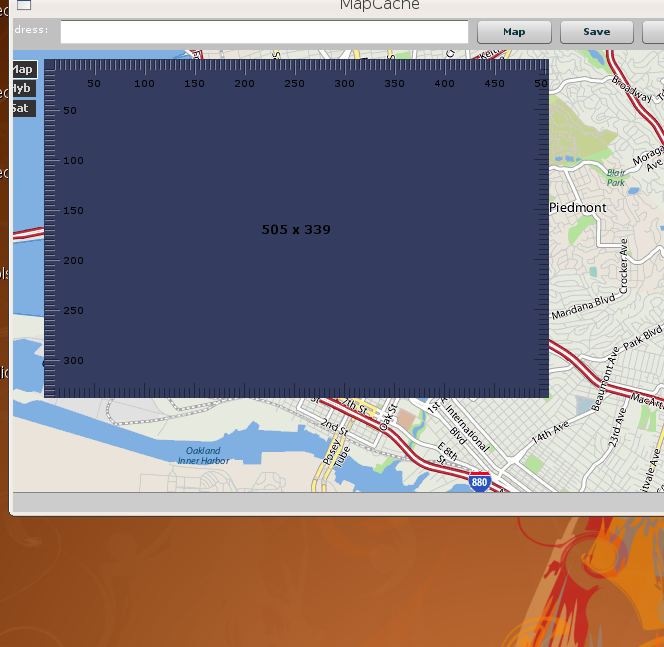 MapCache
dress:
Map
Save
Map
Hyb
Sat
50 100 150 200 250 300 350 400 450 50
50
100
150
200
250
300
505 x 339
Broadway
Moraga Ave
Blair Park
Piedmont
Crocker Ave
Mandana Blvd
Park Blvd
Beaumont Ave
MacArt
23rd Ave
14th Ave
International Blvd
1st A
E 8th St
Oak St
7th St
2nd St
St
Posey Tube
Oakland Inner Harbor
880
itvale Ave